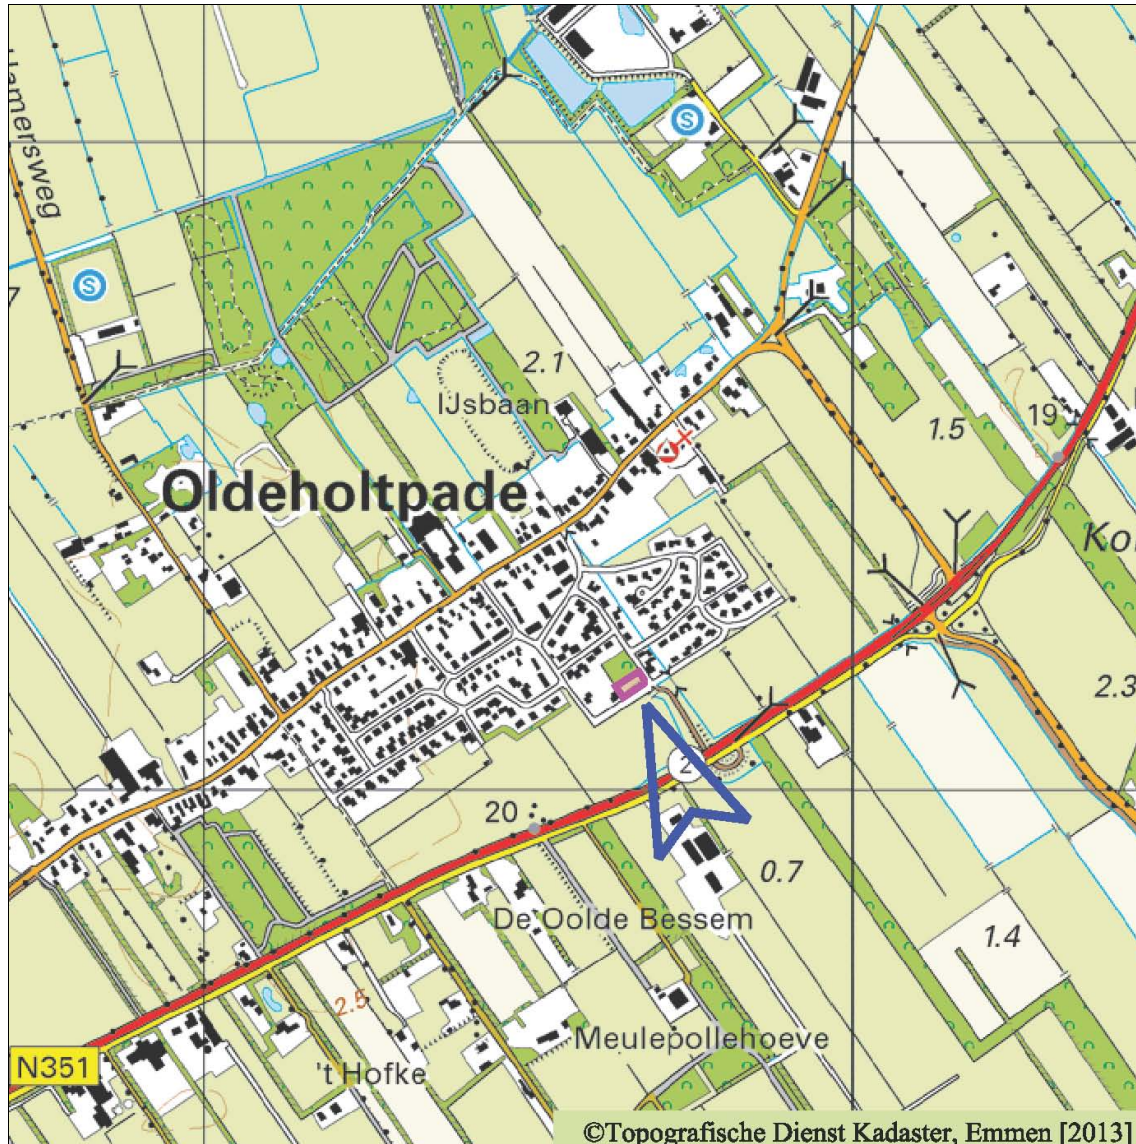 Hamersweg
S
S
7
2.1
IJsbaan
19
1.5
Oldeholtpade
Ko
2.3
2
20
0.7
De Oolde Bessem
1.4
2.5
Meulepollehoeve
N351
't Hofke
©Topografische Dienst Kadaster, Emmen [2013]